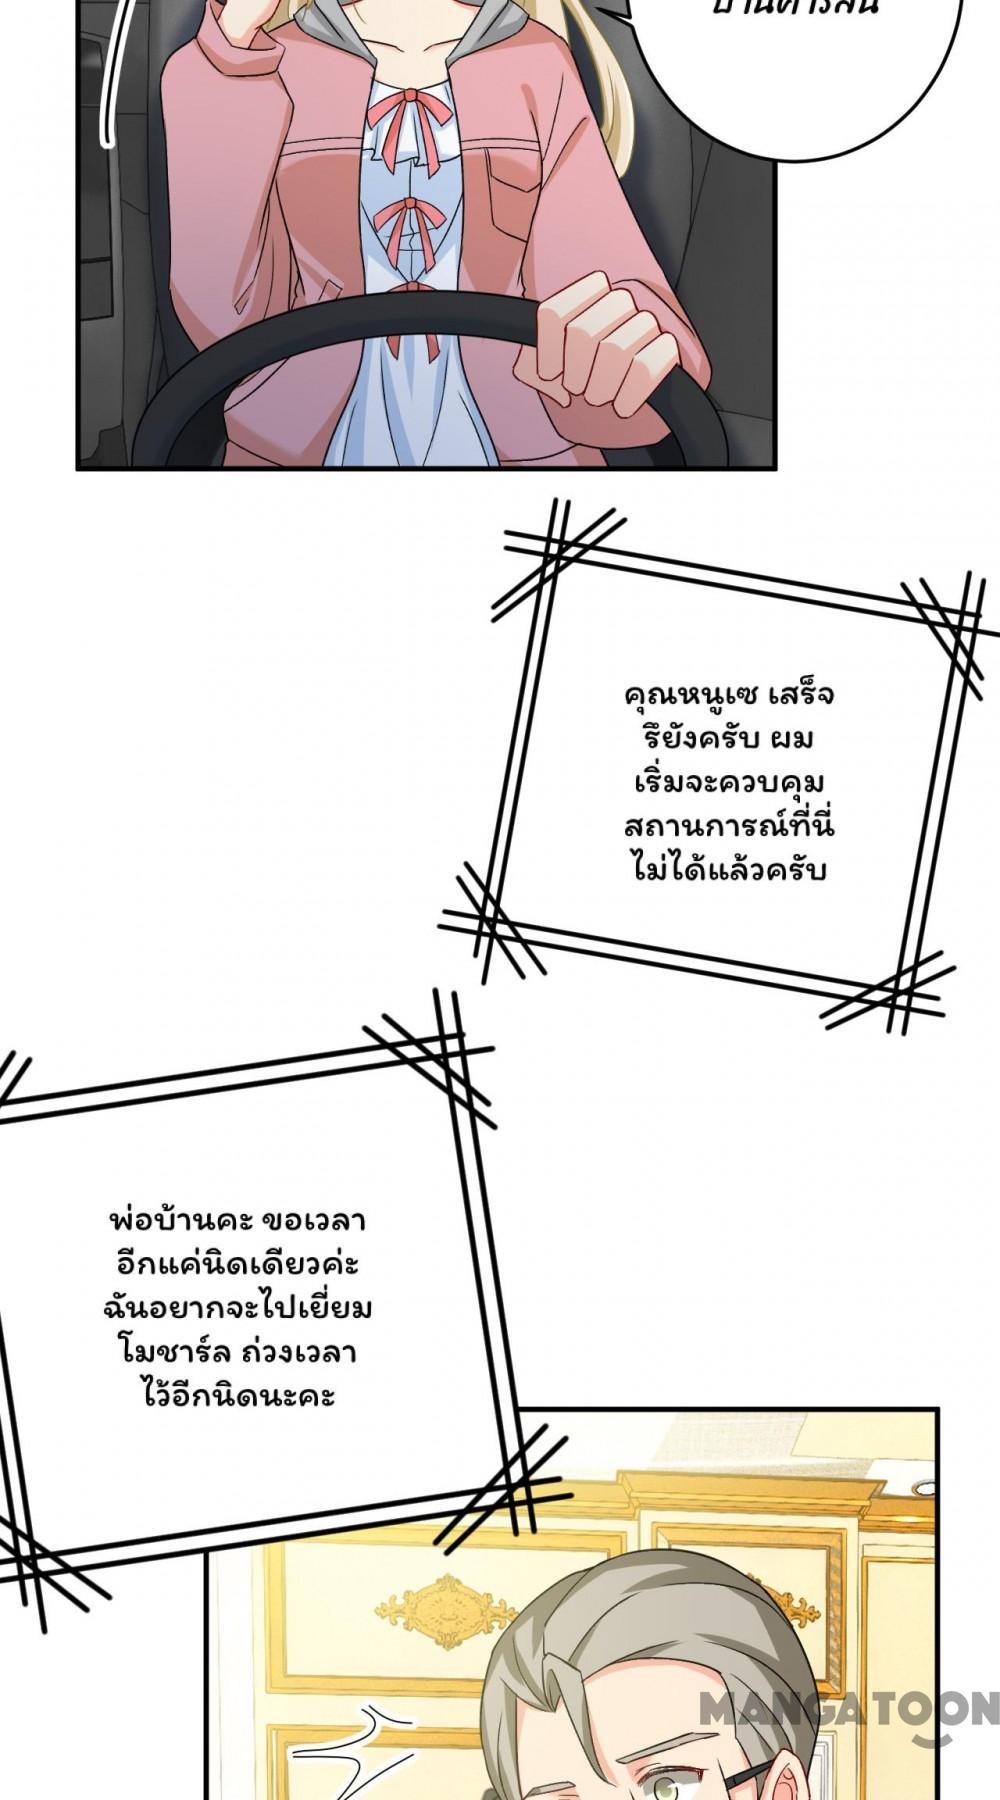 คุณหนูเซ เสร็จ
รึยังครับ ผม
เริ่มจะควบคุม
สถานการณ์ที่นี่
ไม่ได้แล้วครับ
พ่อบ้านคะ ขอเวลา
อีกแค่นิดเดียวค่ะ
ฉันอยากจะไปเยี่ยม
โมชาร์ล ถ่วงเวลา
ไว้อีกนิดนะคะ
MANGATOON